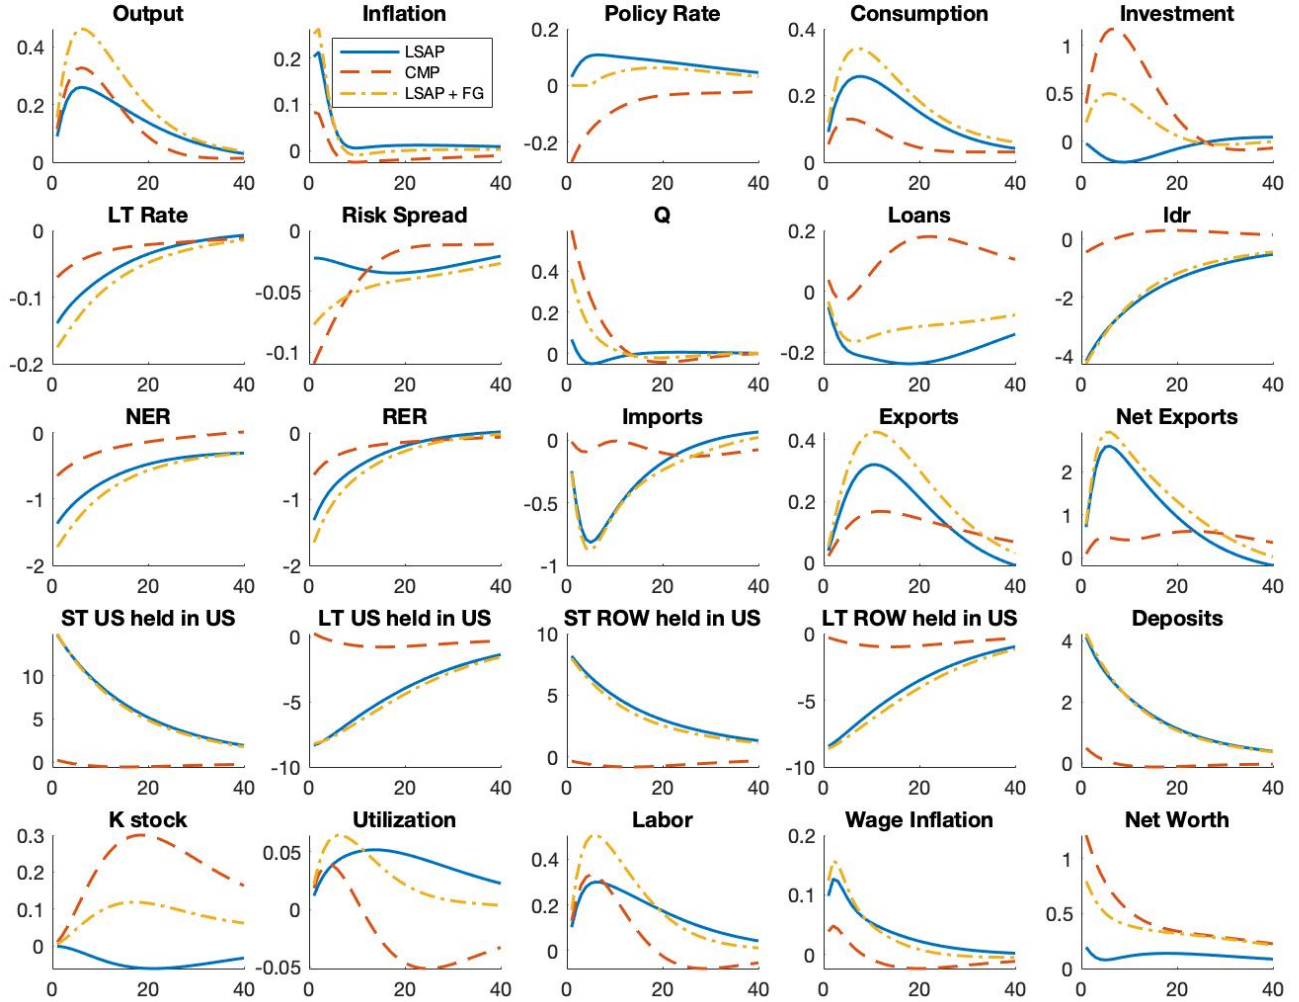 Output
Inflation
Policy Rate
Consumption
Investment
LSAP
CMP
LSAP + FG
0.4
0.2
0
0 20 40
0.2
0.1
0
0 20 40
0.2
0
-0.2
0 20 40
0.4
0.2
0
0 20 40
1
0.5
0
0 20 40
LT Rate
Risk Spread
Q
Loans
ldr
0
-0.1
-0.2
0 20 40
0
-0.05
-0.1
0 20 40
0.4
0.2
0
0 20 40
0.2
0
-0.2
0 20 40
0
-2
-4
0 20 40
NER
RER
Imports
Exports
Net Exports
0
-1
-2
0 20 40
0
-1
-2
0 20 40
0
-0.5
-1
0 20 40
0.4
0.2
0
0 20 40
2
1
0
0 20 40
ST US held in US
LT US held in US
ST ROW held in US
LT ROW held in US
Deposits
10
5
0
0 20 40
0
-5
-10
0 20 40
10
5
0
0 20 40
0
-5
-10
0 20 40
4
2
0
0 20 40
K stock
Utilization
Labor
Wage Inflation
Net Worth
0.3
0.2
0.1
0
0 20 40
0.05
0
-0.05
0 20 40
0.4
0.2
0
0 20 40
0.2
0.1
0
0 20 40
1
0.5
0
0 20 40